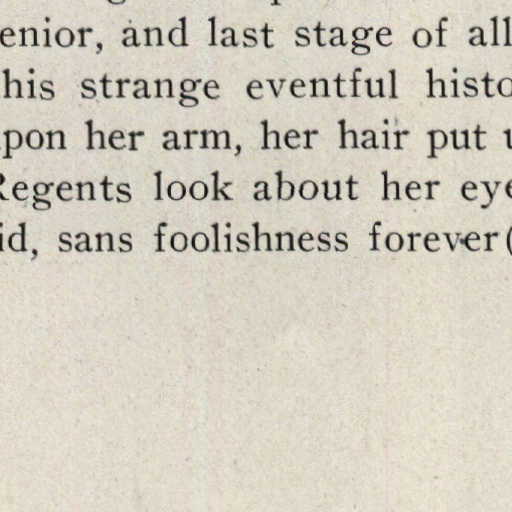 enior, and last stage of all
his strange eventful histo
pon her arm, her hair put u
Regents look about her eye
id, sans foolishness forever(